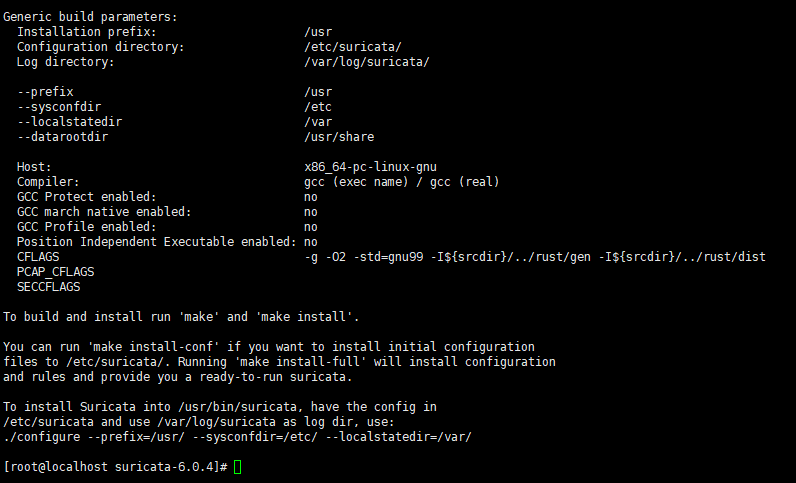 Generic build parameters:
  Installation prefix:                     /usr
  Configuration directory:                 /etc/suricata/
  Log directory:                           /var/log/suricata/

  --prefix                                 /usr
  --sysconfdir                             /etc
  --localstatedir                          /var
  --datarootdir                            /usr/share

  Host:                                    x86_64-pc-linux-gnu
  Compiler:                                gcc (exec name) / gcc (real)
  GCC Protect enabled:                     no
  GCC march native enabled:                no
  GCC Profile enabled:                     no
  Position Independent Executable enabled: no
  CFLAGS                                   -g -O2 -std=gnu99 -I${srcdir}/../rust/gen -I${srcdir}/../rust/dist
  PCAP_CFLAGS
  SECCFLAGS

To build and install run 'make' and 'make install'.

You can run 'make install-conf' if you want to install initial configuration
files to /etc/suricata/. Running 'make install-full' will install configuration
and rules and provide you a ready-to-run suricata.

To install Suricata into /usr/bin/suricata, have the config in
/etc/suricata and use /var/log/suricata as log dir, use:
./configure --prefix=/usr/ --sysconfdir=/etc/ --localstatedir=/var/

[root@localhost suricata-6.0.4]#